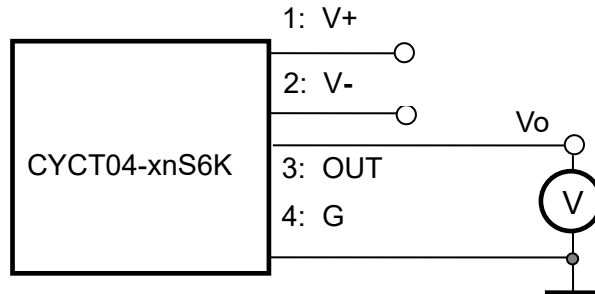 1: V+
2: V-
Vo
CYCT04-xnS6K
3: OUT
V
4: G